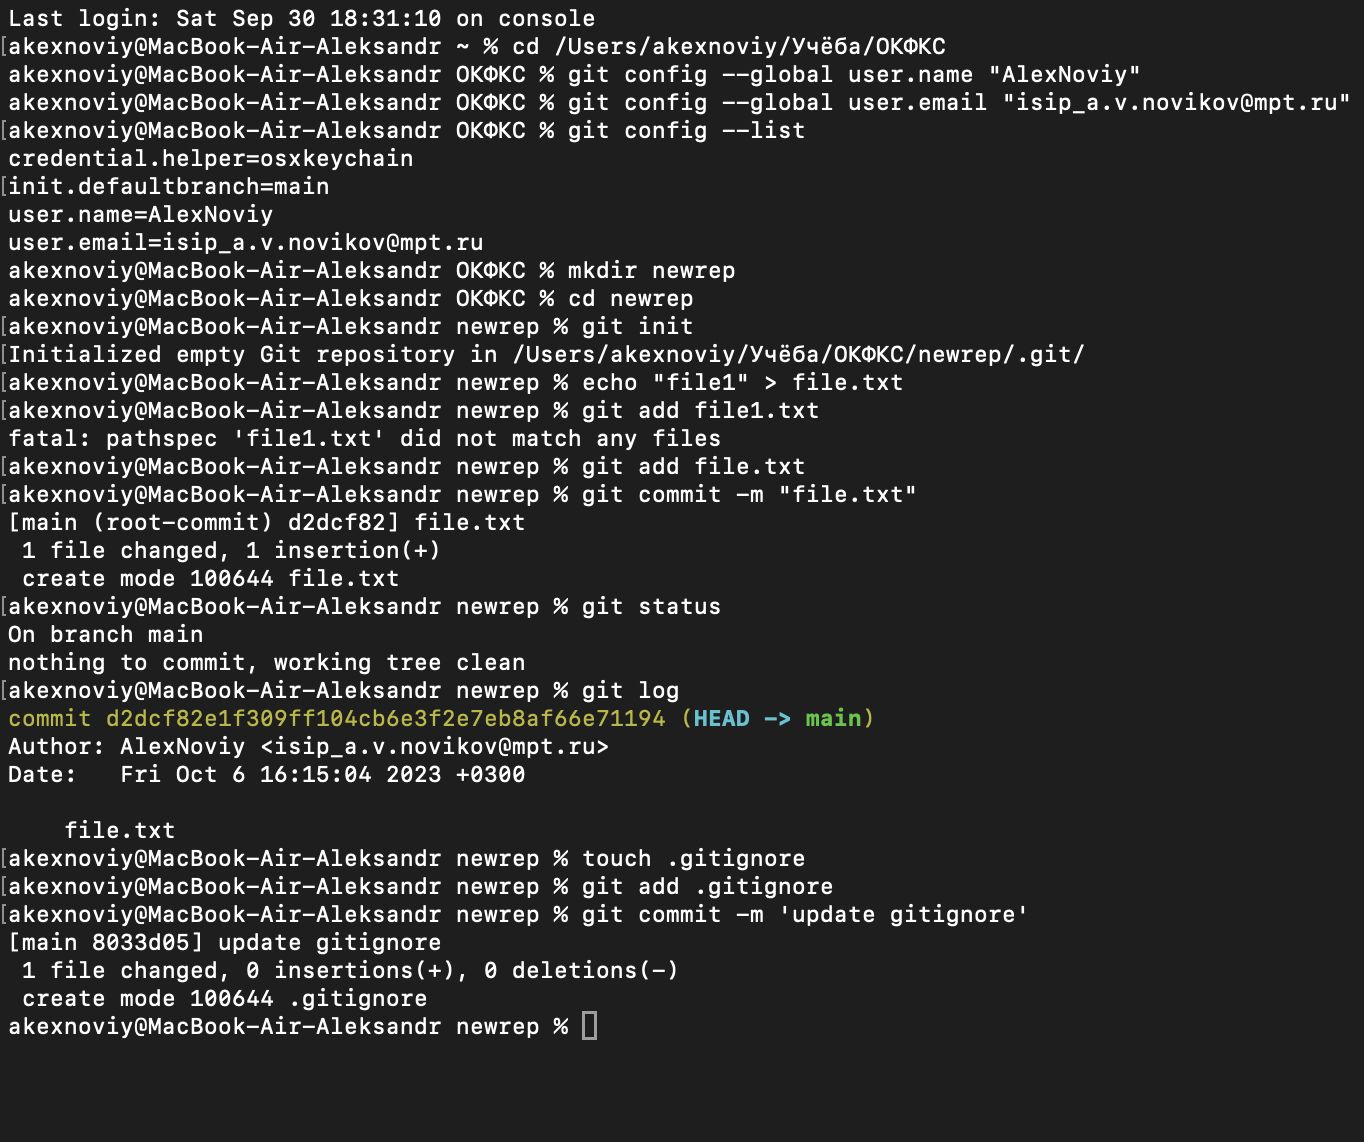 Last login: Sat Sep 30 18:31:10 on console
[akexnoviy@MacBook-Air-Aleksandr ~ % cd /Users/akexnoviy/Учёба/ОКФКС
akexnoviy@MacBook-Air-Aleksandr ОКФКС % git config --global user.name "AlexNoviy"
akexnoviy@MacBook-Air-Aleksandr ОКФКС % git config --global user.email "isip_a.v.novikov@mpt.ru"
[akexnoviy@MacBook-Air-Aleksandr ОКФКС % git config --list
credential.helper=osxkeychain
[init.defaultbranch=main
user.name=AlexNoviy
user.email=isip_a.v.novikov@mpt.ru
akexnoviy@MacBook-Air-Aleksandr ОКФКС % mkdir newrep
akexnoviy@MacBook-Air-Aleksandr ОКФКС % cd newrep
[akexnoviy@MacBook-Air-Aleksandr newrep % git init
[Initialized empty Git repository in /Users/akexnoviy/Учёба/ОКФКС/newrep/.git/
[akexnoviy@MacBook-Air-Aleksandr newrep % echo "file1" > file.txt
[akexnoviy@MacBook-Air-Aleksandr newrep % git add file1.txt
fatal: pathspec 'file1.txt' did not match any files
[akexnoviy@MacBook-Air-Aleksandr newrep % git add file.txt
[akexnoviy@MacBook-Air-Aleksandr newrep % git commit -m "file.txt"
[main (root-commit) d2dcf82] file.txt
 1 file changed, 1 insertion(+)
 create mode 100644 file.txt
[akexnoviy@MacBook-Air-Aleksandr newrep % git status
On branch main
nothing to commit, working tree clean
[akexnoviy@MacBook-Air-Aleksandr newrep % git log
commit d2dcf82e1f309ff104cb6e3f2e7eb8af66e71194 (HEAD -> main)
Author: AlexNoviy <isip_a.v.novikov@mpt.ru>
Date:   Fri Oct 6 16:15:04 2023 +0300

    file.txt
[akexnoviy@MacBook-Air-Aleksandr newrep % touch .gitignore
[akexnoviy@MacBook-Air-Aleksandr newrep % git add .gitignore
[akexnoviy@MacBook-Air-Aleksandr newrep % git commit -m 'update gitignore'
[main 8033d05] update gitignore
 1 file changed, 0 insertions(+), 0 deletions(-)
 create mode 100644 .gitignore
akexnoviy@MacBook-Air-Aleksandr newrep %